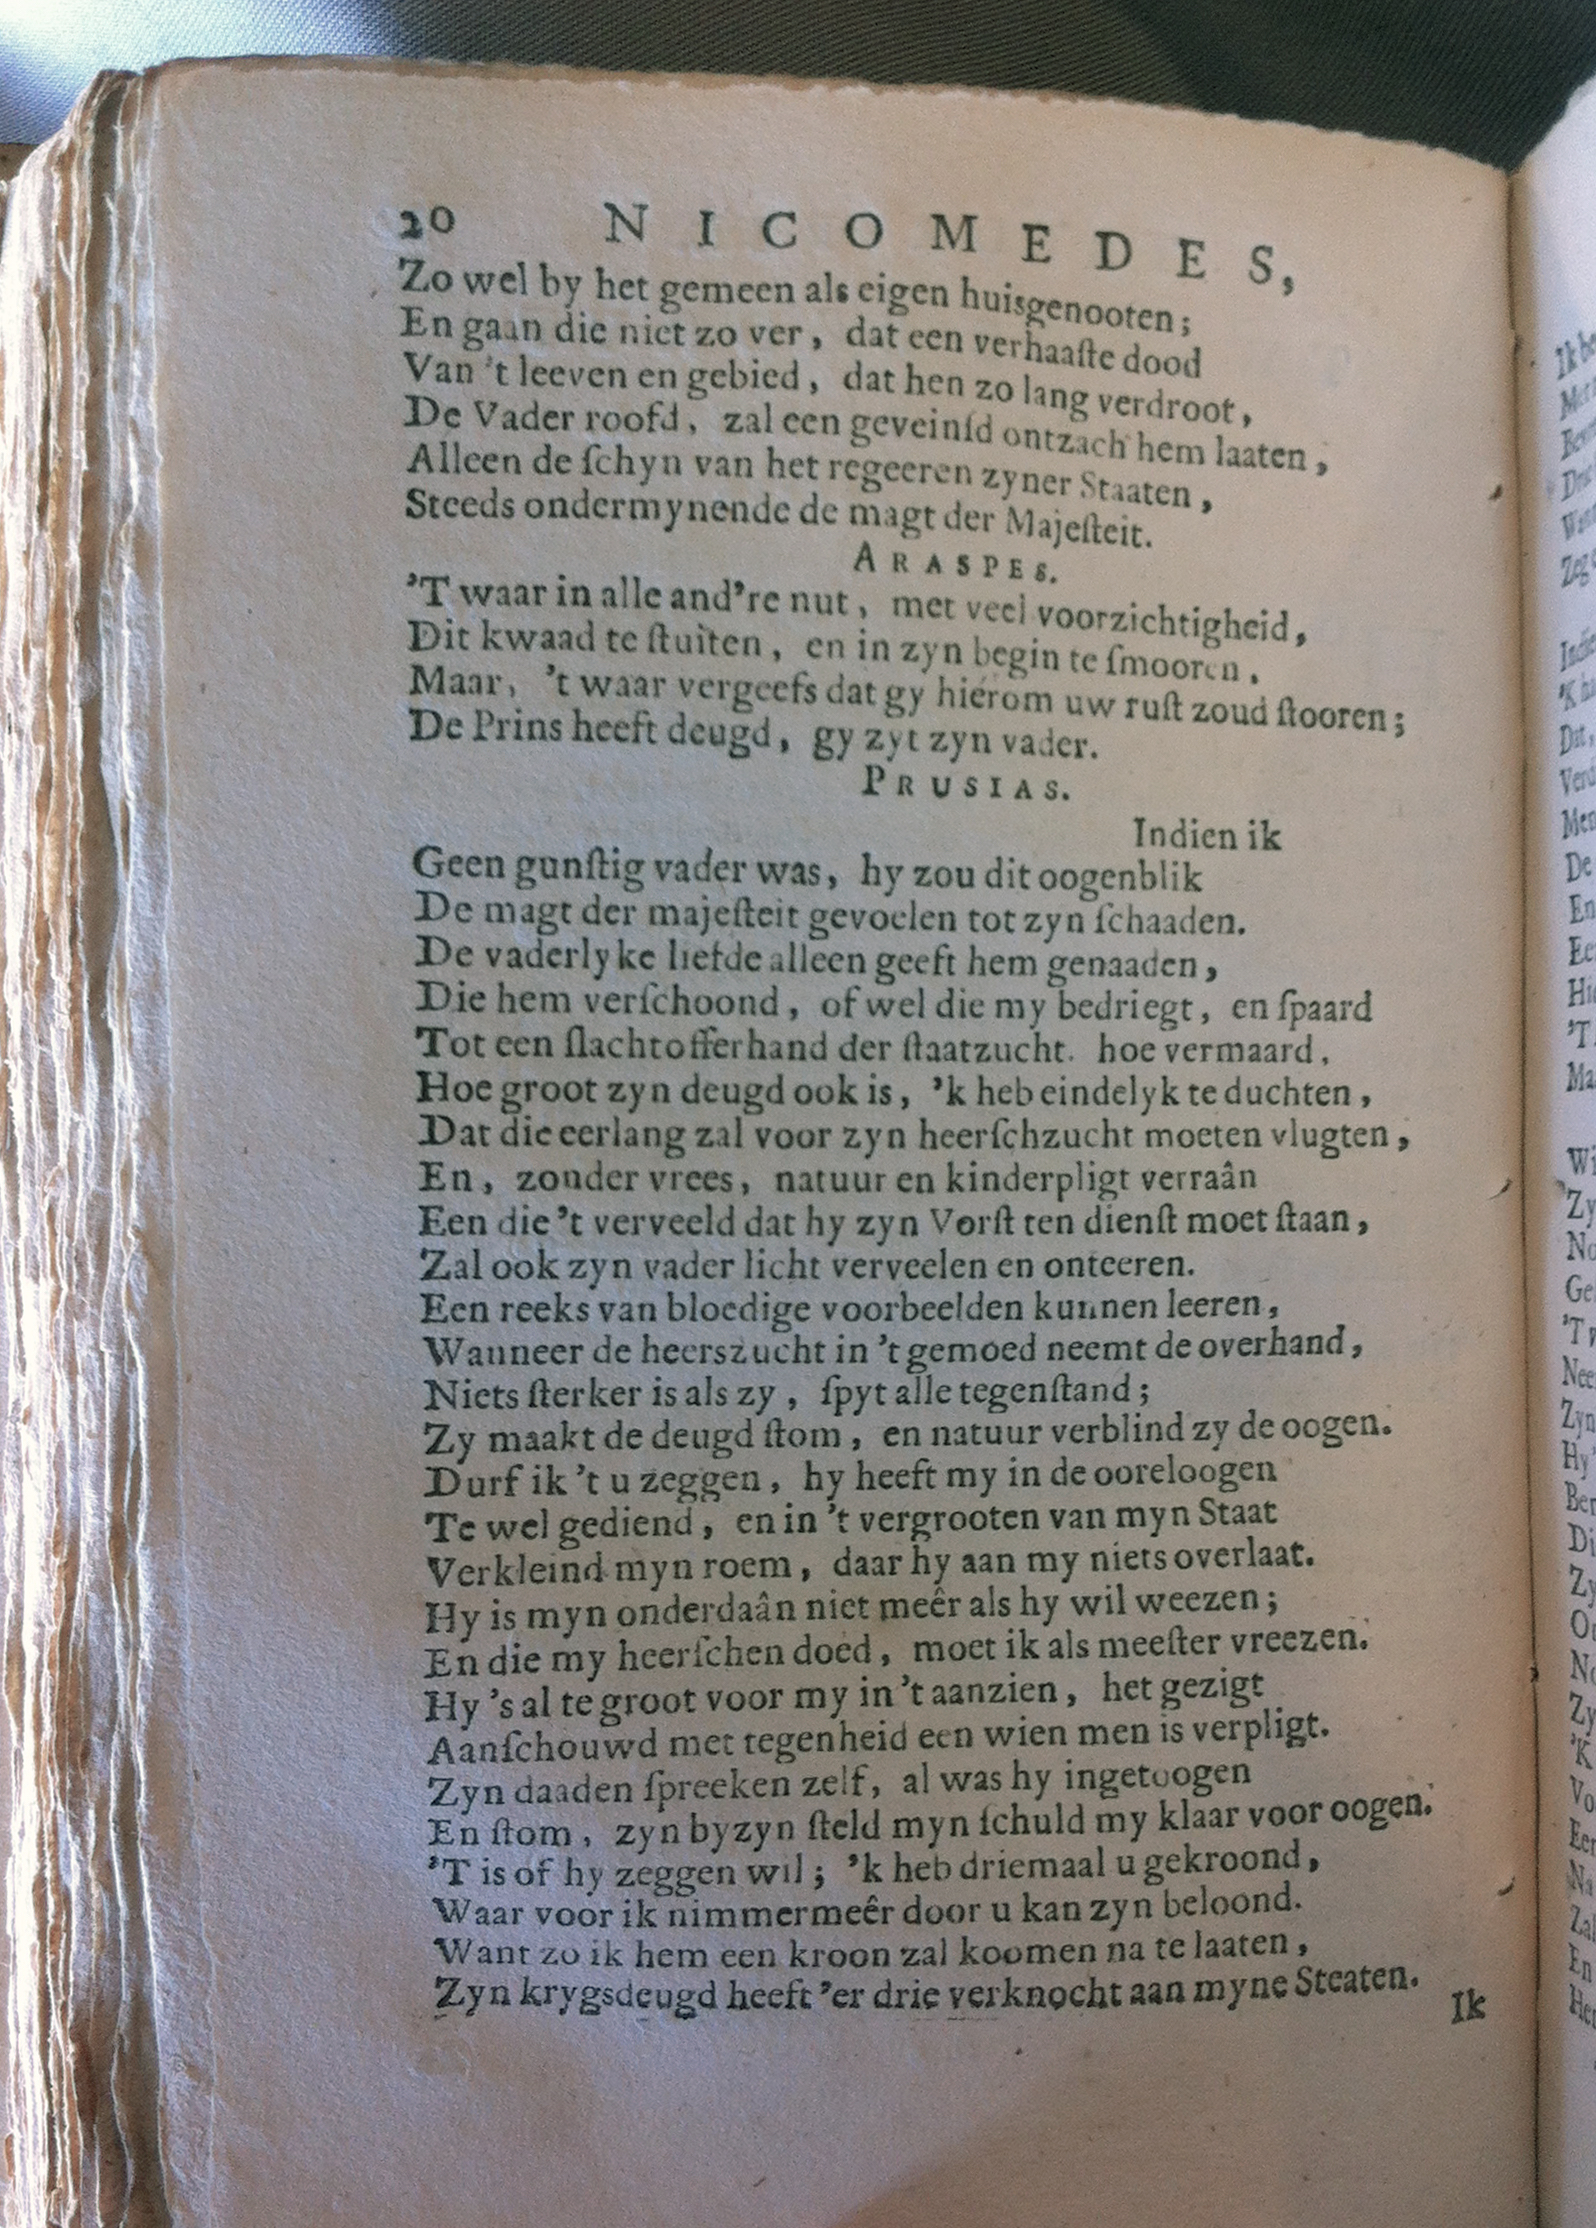 20 NICOMEDES,
Zo wel by het gemeen als eigen huisgenooten;
En gaan die niet zo ver, dat een verhaaſte dood
Van 't leeven en gebied, dat hen zo lang verdroot,
De Vader roofd, zal een geveinſd ontzach hem laaten,
Alleen de ſchyn van het regeeren zyner Staaten,
Steeds ondermynende de magt der Majeſteit.
ARASPES.
'T waar in alle and're nut, met veel voorzichtigheid,
Dit kwaad te ſtuiten, en in zyn begin te ſmooren.
Maar, 't waar vergeefs dat gy hiérom uw ruſt zoud ſtooren;
De Prins heeft deugd, gy zyt zyn vader.
PRUSIAS.
Indien ik
Geen gunſtig vader was, hy zou dit oogenblik
De magt der majeſteit gevoelen tot zyn ſchaaden.
De vaderlyke liefde alleen geeft hem genaaden,
Die hem verſchoond, of wel die my bedriegt, en ſpaard
Tot een ſlachtofferhand der ſtaatzucht. hoe vermaard,
Hoe groot zyn deugd ook is, 'k heb eindelyk te duchten,
Dat die eerlang zal voor zyn heerſchzucht moeten vlugten,
En, zonder vrees, natuur en kinderpligt verraân
Een die 't verveeld dat hy zyn Vorſt ten dienſt moet ſtaan,
Zal ook zyn vader licht verveelen en onteeren.
Een reeks van bloedige voorbeelden kunnen leeren,
Wanneer de heerszucht in 't gemoed neemt de overhand,
Niets ſterker is als zy, ſpyt alle tegenſtand;
Zy maakt de deugd ſtom, en natuur verblind zy de oogen.
Durf ik 't u zeggen, hy heeft my in de ooreloogen
Te wel gediend, en in 't vergrooten van myn Staat
Verkleind myn roem, daar hy aan my niets overlaat.
Hy is myn onderdaân niet meêr als hy wil weezen;
En die my heerſchen doed, moet ik als meeſter vreezen.
Hy 's al te groot voor my in 't aanzien, het gezigt
Aanſchouwd met tegenheid een wien men is verpligt.
Zyn daaden ſpreeken zelf, al was hy ingetoogen
En ſtom, zyn byzyn ſteld myn ſchuld my klaar voor oogen.
'T is of hy zeggen wil; 'k heb driemaal u gekroond,
Waar voor ik nimmermeêr door u kan zyn beloond.
Want zo ik hem een kroon zal koomen na te laaten,
Zyn krygsdeugd heeft 'er drie verknocht aan myne Steaten.
Ik